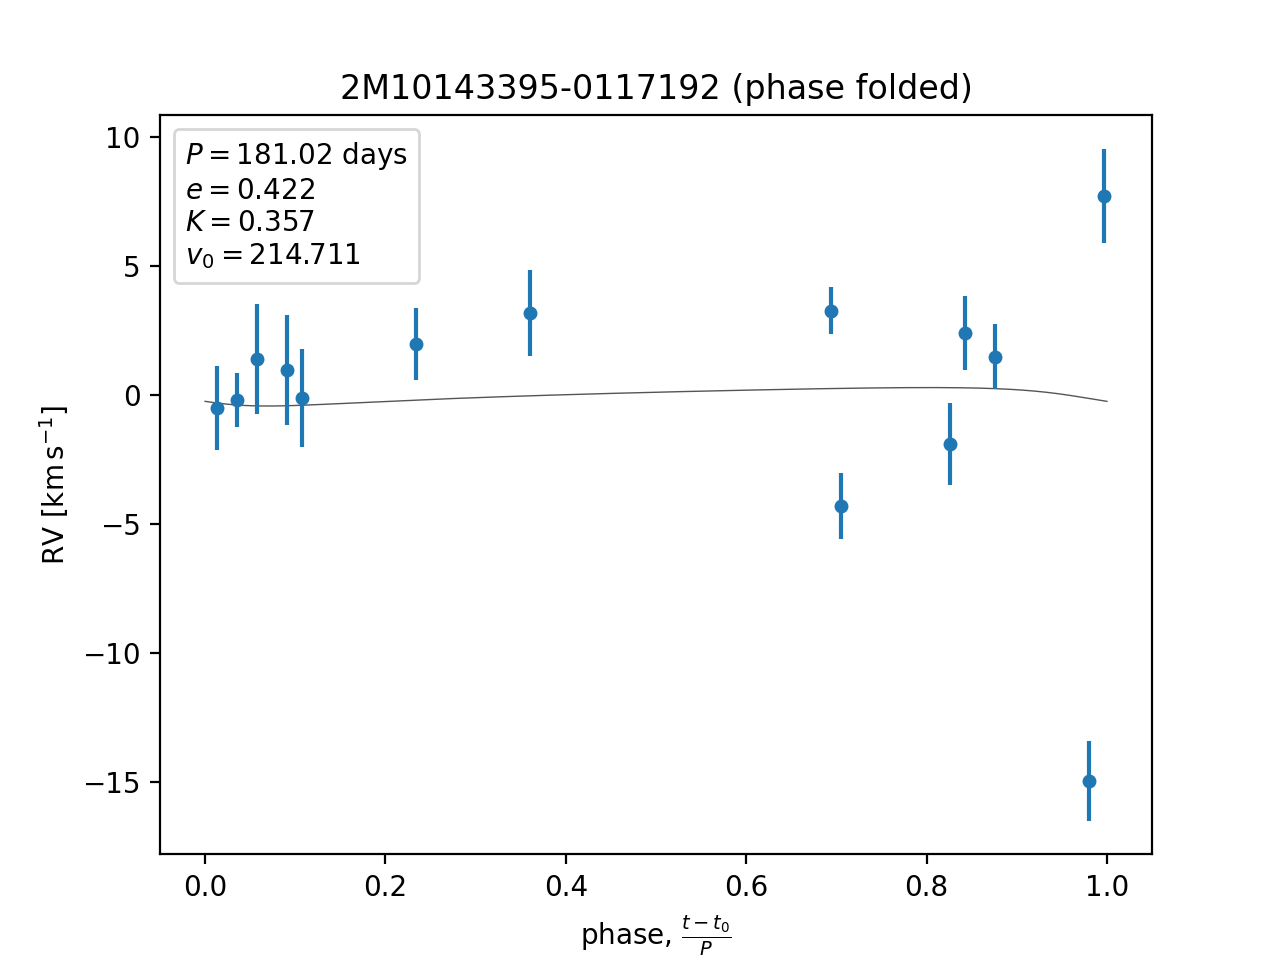 2M10143395-0117192 (phase folded)
P = 181.02 days
e = 0.422
K = 0.357
v₀ = 214.711
10
5
0
−5
−10
−15
RV [km s⁻¹]
0.0 0.2 0.4 0.6 0.8 1.0
phase, (t − t₀)/P